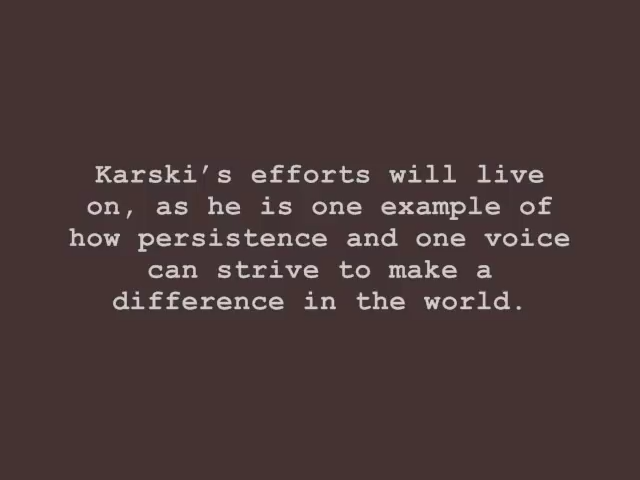 Karski’s efforts will live
on, as he is one example of
how persistence and one voice
can strive to make a
difference in the world.